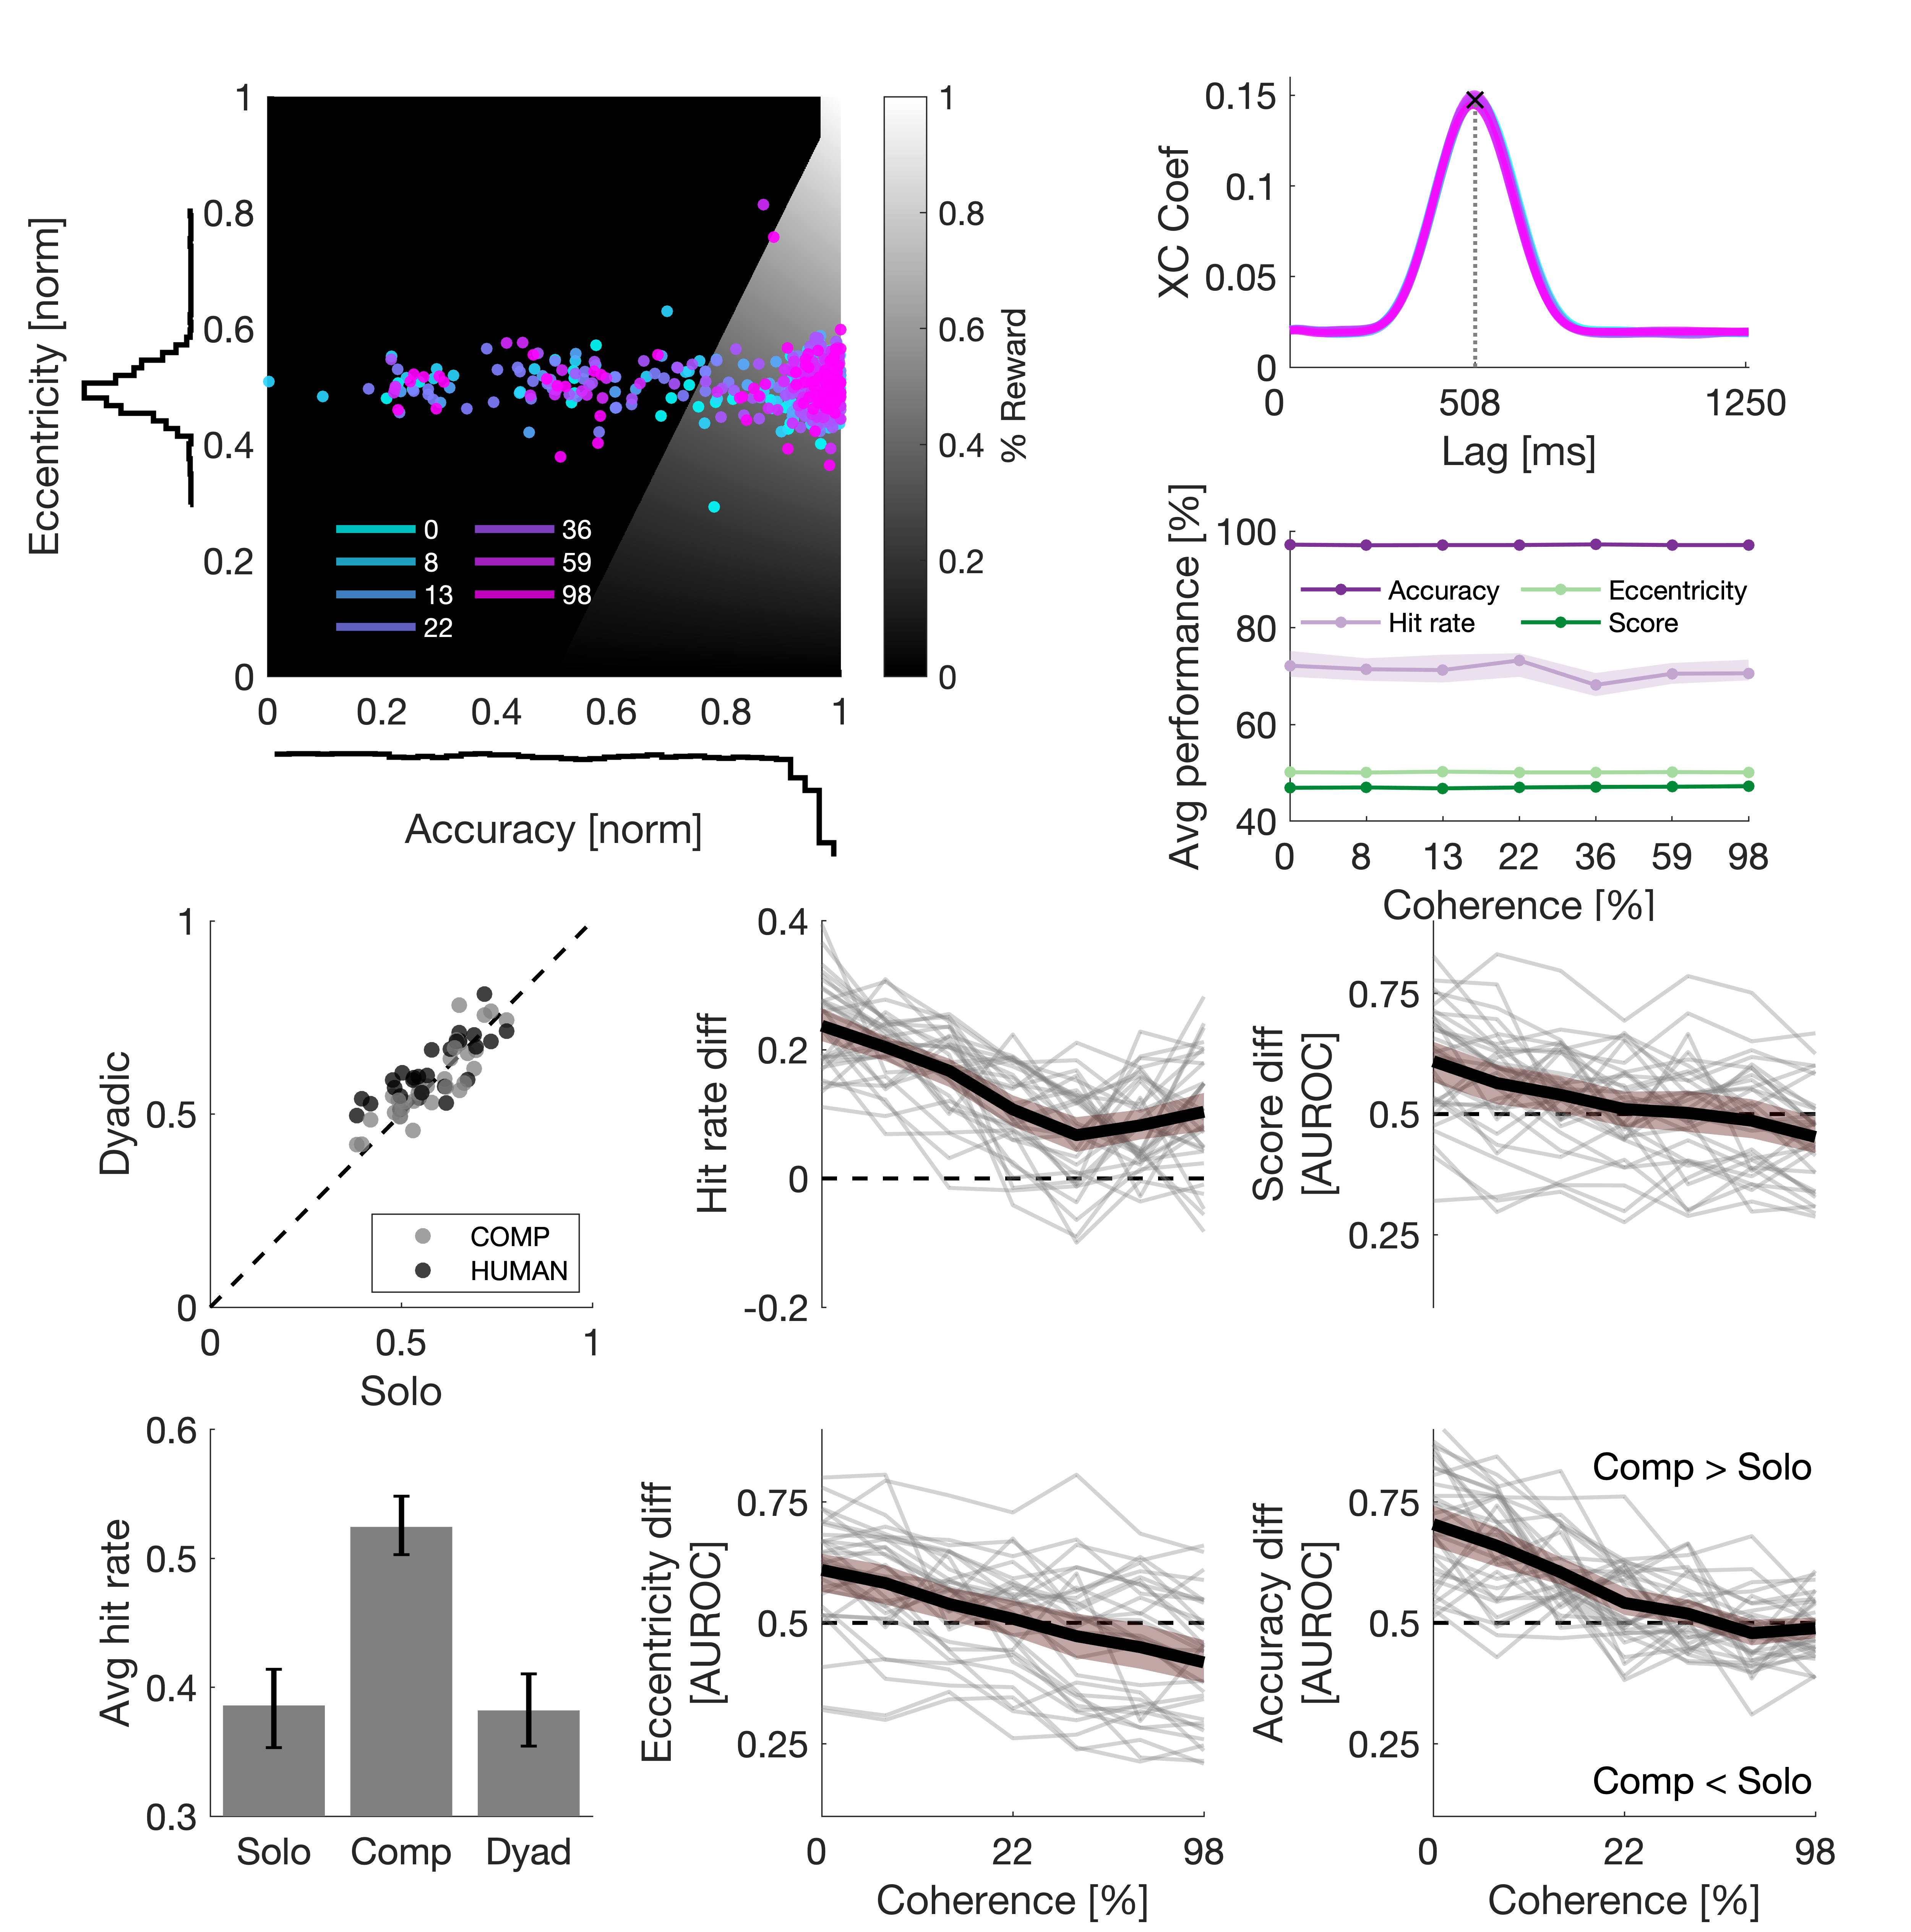 1
0.8
0.6
0.4
0.2
0
Eccentricity [norm]
0 36
8 59
13 98
22
0 0.2 0.4 0.6 0.8 1
Accuracy [norm]
1
0.8
0.6
0.4
0.2
0
% Reward
0.15
0.1
0.05
0
XC Coef
0 508 1250
Lag [ms]
100
80
60
40
Avg performance [%]
Accuracy Eccentricity
Hit rate Score
0 8 13 22 36 59 98
Coherence [%]
1
0.5
0
Dyadic
COMP
HUMAN
0 0.5 1
Solo
0.4
0.2
0
-0.2
Hit rate diff
0.75
0.5
0.25
Score diff
[AUROC]
0.6
0.5
0.4
0.3
Avg hit rate
Solo Comp Dyad
0.75
0.5
0.25
Eccentricity diff
[AUROC]
0 22 98
Coherence [%]
0.75
0.5
0.25
Accuracy diff
[AUROC]
Comp > Solo
Comp < Solo
0 22 98
Coherence [%]